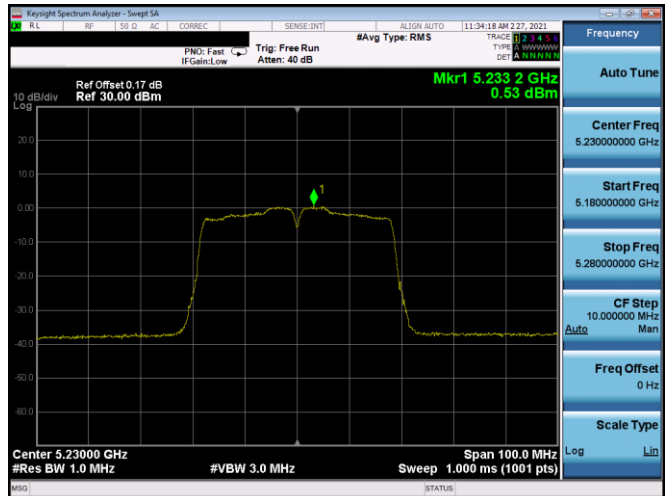 Keysight Spectrum Analyzer - Swept SA
RL RF 50 Ω AC CORREC SENSE:INT ALIGN AUTO 11:34:18 AM 2 27, 2021
#Avg Type: RMS TRACE 1 2 3 4 5 6
PNO: Fast Trig: Free Run TYPE A WWWWW
IFGain:Low Atten: 40 dB DET A NNNNN
Mkr1 5.233 2 GHz
0.53 dBm
Ref Offset 0.17 dB
10 dB/div Ref 30.00 dBm
Log
20.0
0.00
-10.0
-20.0
-30.0
-40.0
-50.0
-60.0
1
Center 5.23000 GHz Span 100.0 MHz
#Res BW 1.0 MHz #VBW 3.0 MHz Sweep 1.000 ms (1001 pts)
MSG STATUS
Frequency
Auto Tune
Center Freq
5.230000000 GHz
Start Freq
5.180000000 GHz
Stop Freq
5.280000000 GHz
CF Step
10.000000 MHz
Auto Man
Freq Offset
0 Hz
Scale Type
Log Lin